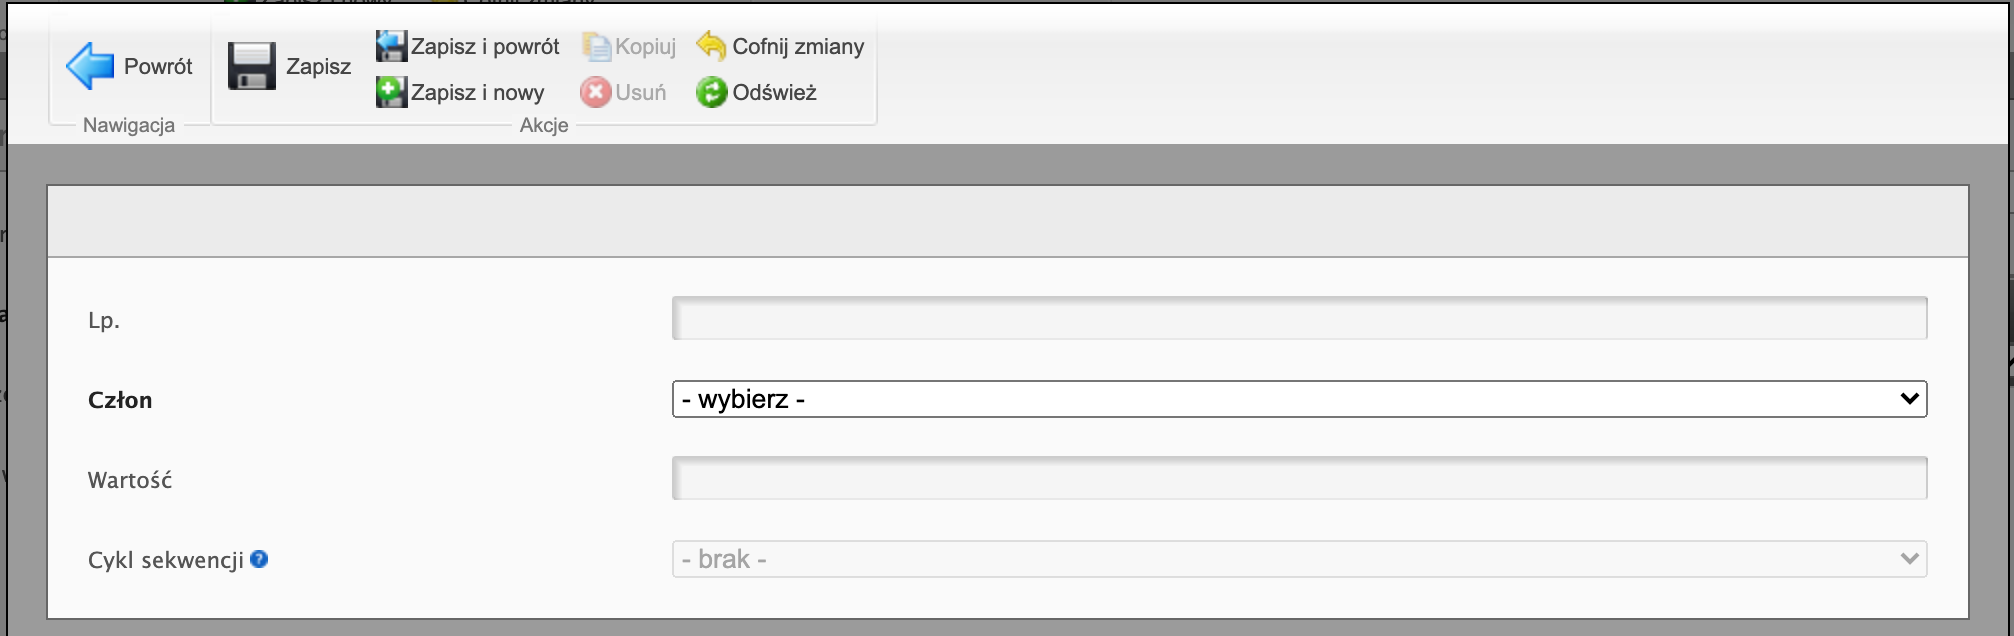 Powrót
Zapisz
Zapisz i powrót
Kopiuj
Cofnij zmiany
Zapisz i nowy
Usuń
Odśwież
Nawigacja
Akcje
Lp.
Człon
- wybierz -
Wartość
Cykl sekwencji ?
- brak -